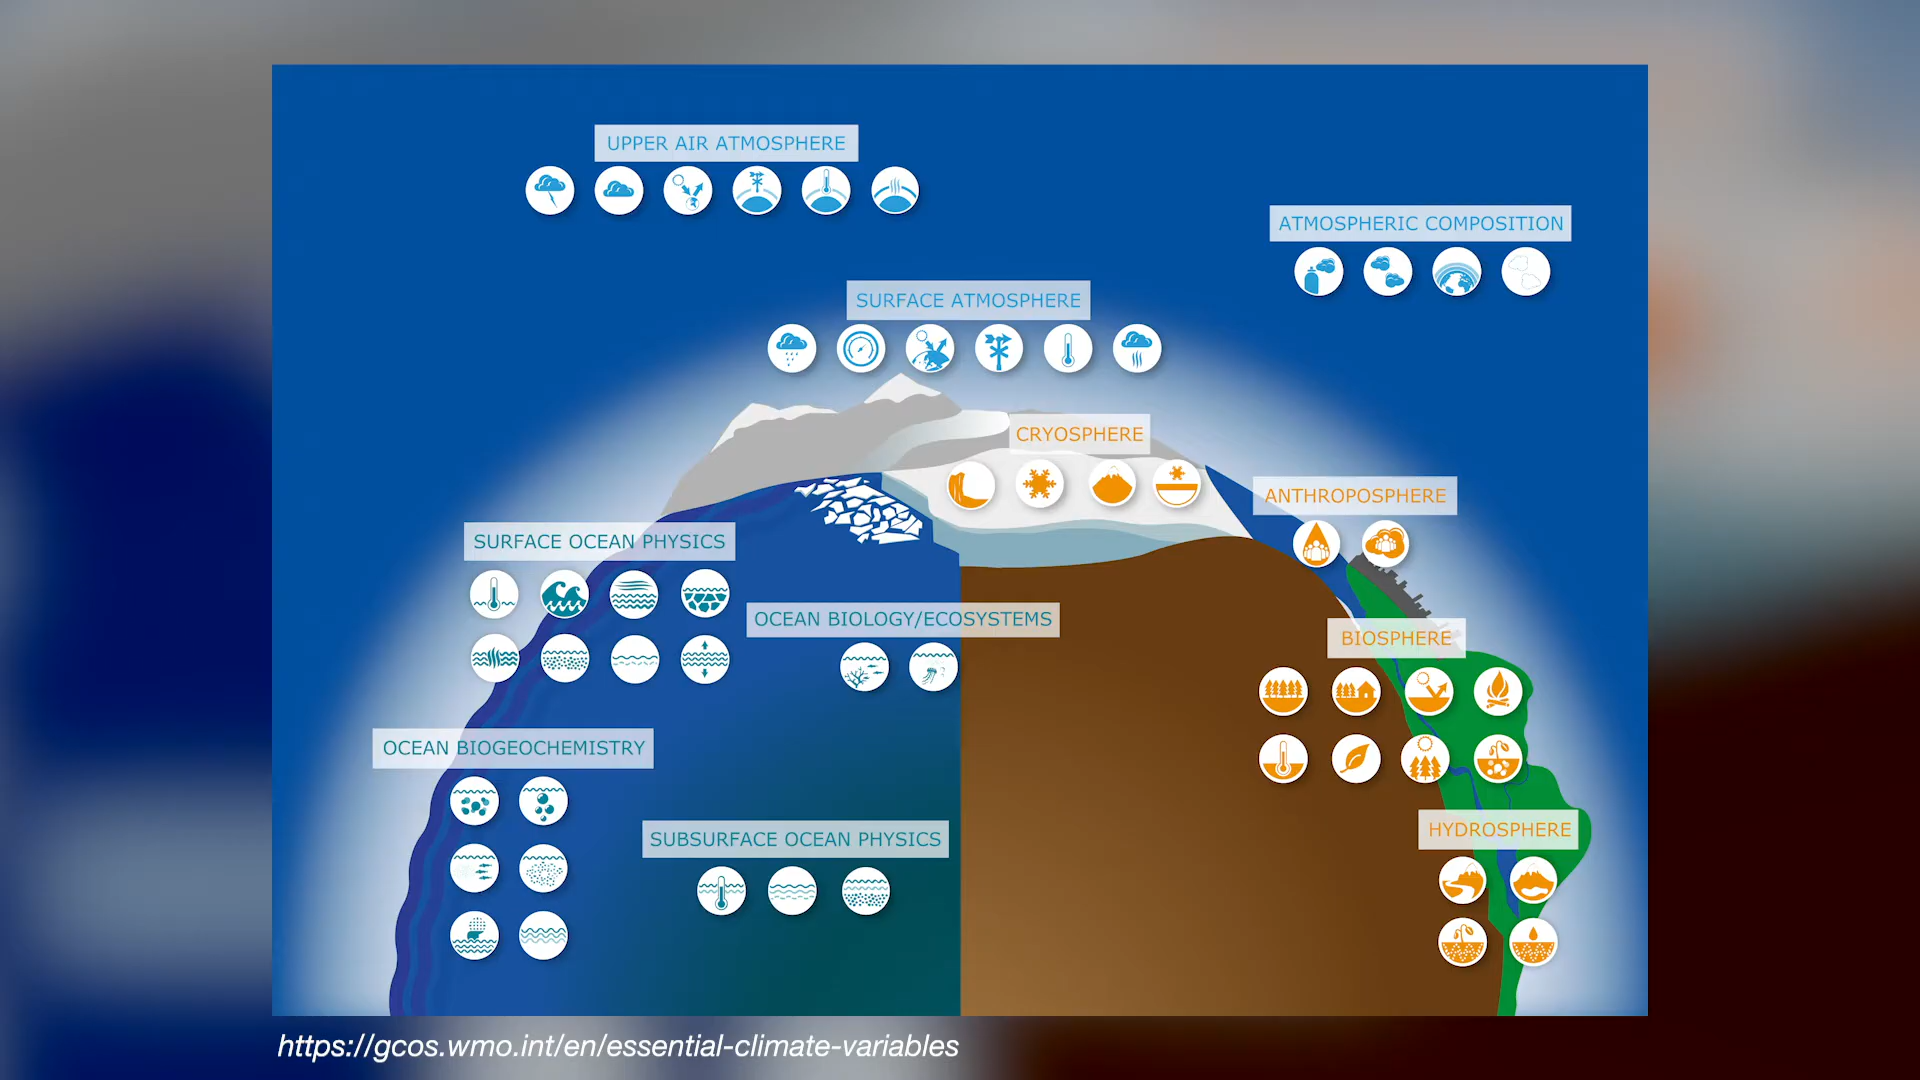 UPPER AIR ATMOSPHERE
ATMOSPHERIC COMPOSITION
SURFACE ATMOSPHERE
CRYOSPHERE
ANTHROPOSPHERE
SURFACE OCEAN PHYSICS
OCEAN BIOLOGY/ECOSYSTEMS
BIOSPHERE
OCEAN BIOGEOCHEMISTRY
SUBSURFACE OCEAN PHYSICS
HYDROSPHERE
https://gcos.wmo.int/en/essential-climate-variables